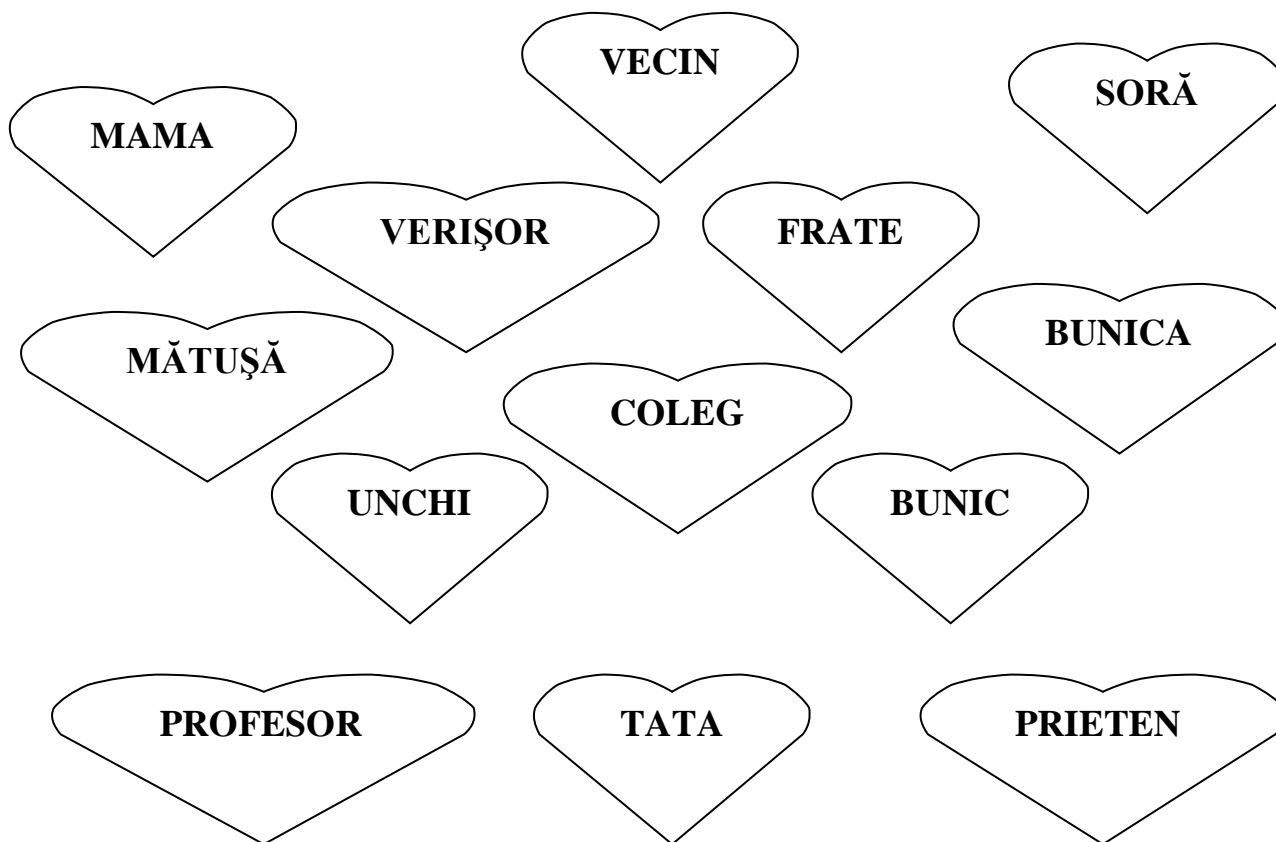 VECIN
SORĂ
MAMA
VERIŞOR
FRATE
BUNICA
MĂTUŞĂ
COLEG
UNCHI
BUNIC
PROFESOR
TATA
PRIETEN